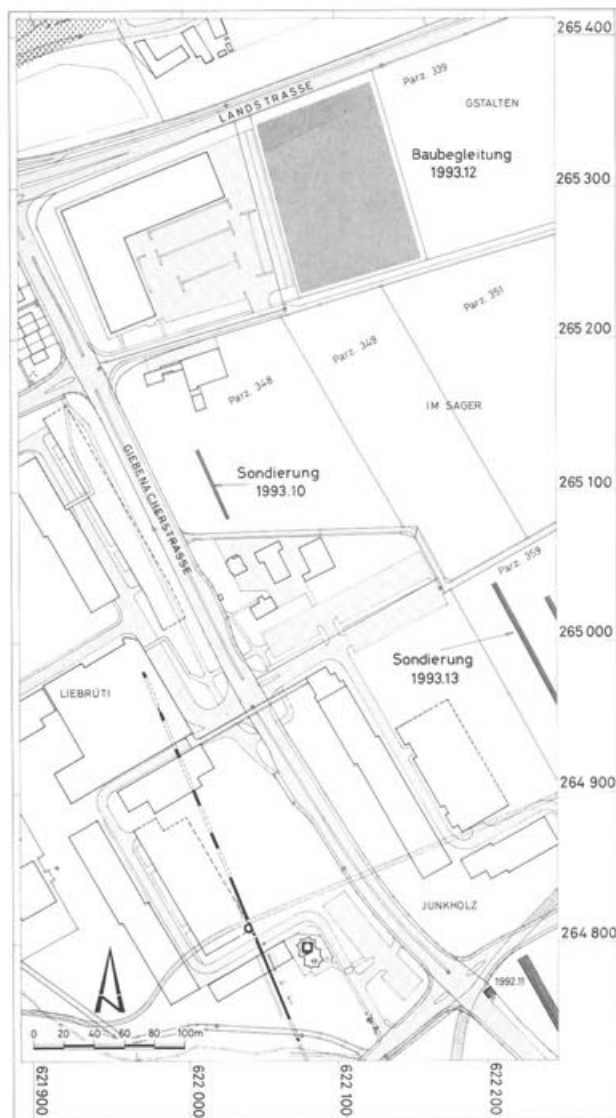 265 400
LANDSTRASSE
Parz. 339
GSTALTEN
Baubegleitung
1993.12
265 300
265 200
Parz. 351
Parz. 349
Parz. 348
IM SAGER
GIEBENACHERSTRASSE
Sondierung
1993.10
265 100
Parz. 359
265 000
Sondierung
1993.13
LIEBRÜTI
264 900
JUNKHOLZ
264 800
1992.11
N
0 20 40 60 80 100m
621 900
622 000
622 100
622 200